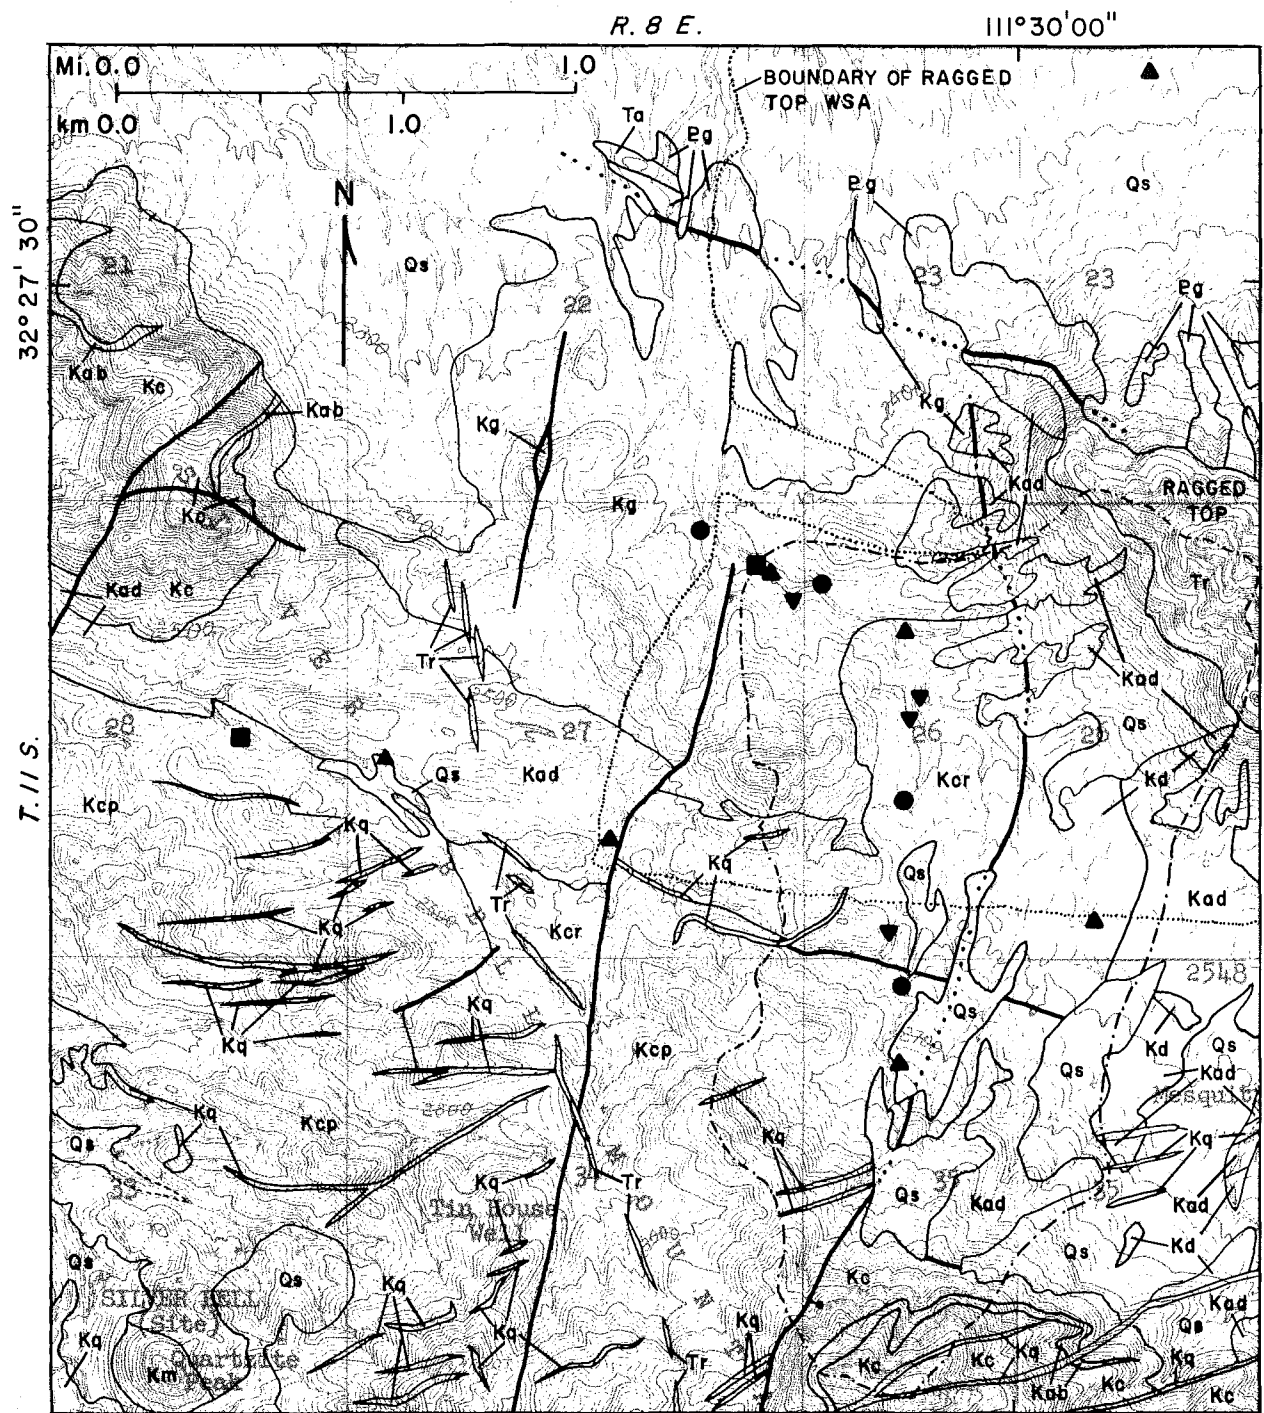 R. 8 E.
111°30'00"
Mi. 0.0
1.0
BOUNDARY OF RAGGED
TOP WSA
km 0.0
1.0
Ta
Pg
Pg
Qs
N
32° 27' 30"
21
Qs
22
23
23
Pg
Kab
Kc
Kab
Kg
Kg
2400
Kad
RAGGED
TOP
Kg
Kad
Kc
Tr
Tr
Kad
Qs
28
27
26
Kcp
Qs
Kad
Kcr
Kd
Kq
Kq
Qs
Tr
Kad
Kq
Kcr
2548
Kq
Qs
Kq
Kcp
Kd
Qs
Qs
Kad
Mesquit
Kq
Kcp
2600
Kq
Kq
Qs
33
Kq
Tr
Tin House
Well
Qs
Kad
35
Kad
Qs
Kd
Qs
Qs
SILVER BELL
(Site)
Kq
Kc
Kad
Qs
Kq
Quartzite
Peak
Km
Kq
Kq
Tr
Kc
Kc
Kq
Kab
Kc
Kq
Kc
T. 11 S.